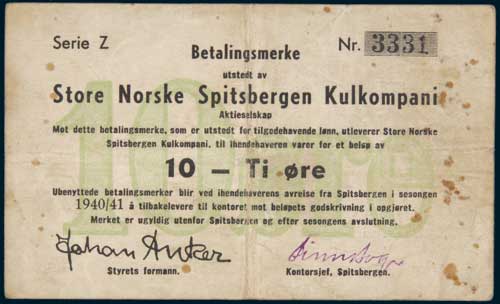 Serie Z
Betalingsmerke
Nr. 3331
utstedt av
Store Norske Spitsbergen Kulkompani
Aktieselskap
Mot dette betalingsmerke, som er utstedt for tilgodehavende lønn, utleverer Store Norske
Spitsbergen Kulkompani, til ihendehaveren varer for et beløp av
10 — Ti øre
Ubenyttede betalingsmerker blir ved ihendehaverens avreise fra Spitsbergen i sesongen
1940/41 å tilbakelevere til kontoret mot beløpets godskrivning i opgjøret.
Merket er ugyldig utenfor Spitsbergen og efter sesongens avslutning.
Johan Anker
Styrets formann.
Kontorsjef, Spitsbergen.